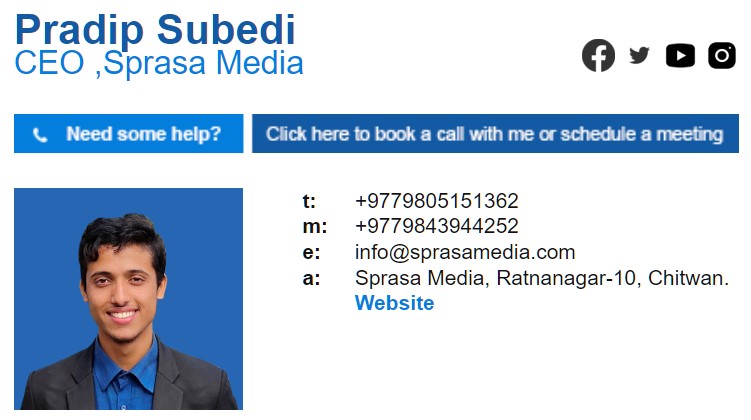 Pradip Subedi
CEO ,Sprasa Media
Need some help?
Click here to book a call with me or schedule a meeting
t: +9779805151362
m: +9779843944252
e: info@sprasamedia.com
a: Sprasa Media, Ratnanagar-10, Chitwan.
Website